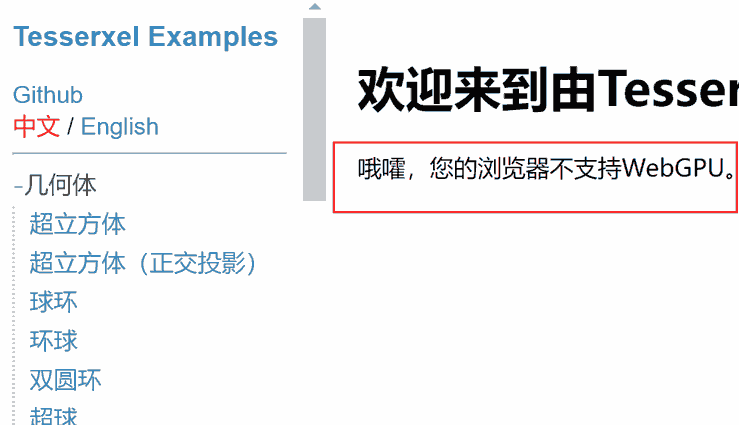 Tesserxel Examples
Github
中文 / English
-几何体
超立方体
超立方体（正交投影）
球环
环球
双圆环
超球
欢迎来到由Tesser
哦嚯，您的浏览器不支持WebGPU。